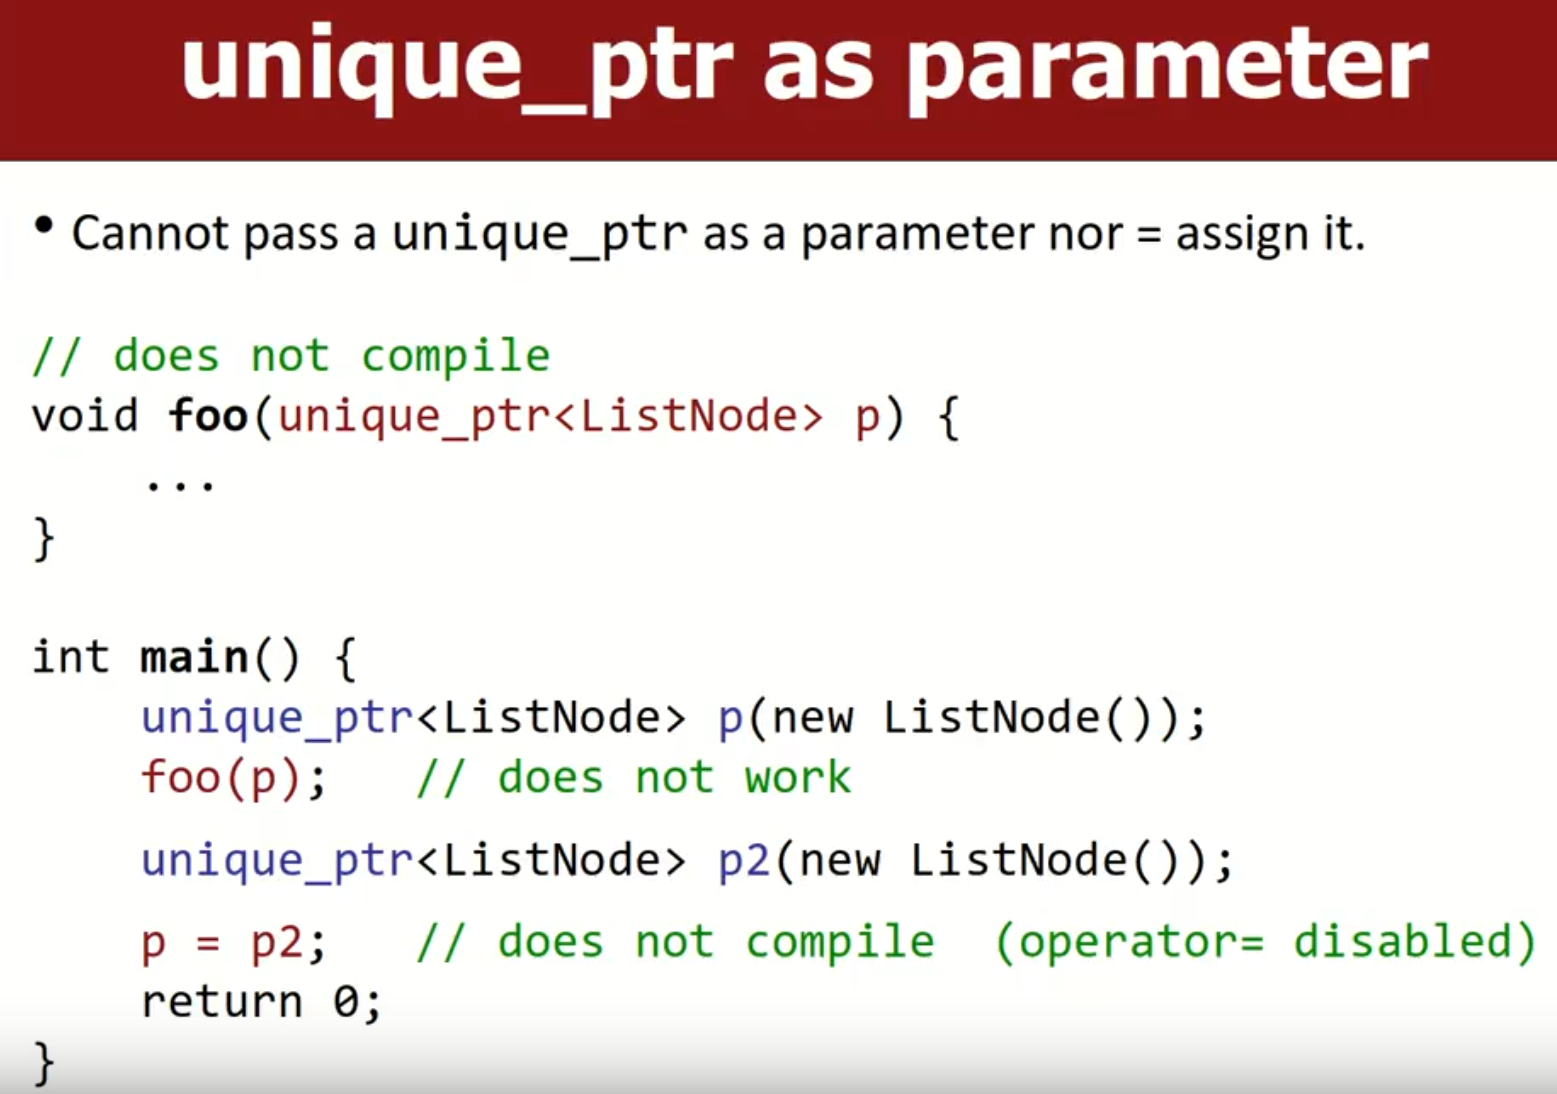 unique_ptr as parameter
• Cannot pass a unique_ptr as a parameter nor = assign it.
// does not compile
void foo(unique_ptr<ListNode> p) {
    ...
}
int main() {
    unique_ptr<ListNode> p(new ListNode());
    foo(p);   // does not work
    unique_ptr<ListNode> p2(new ListNode());
    p = p2;   // does not compile  (operator= disabled)
    return 0;
}